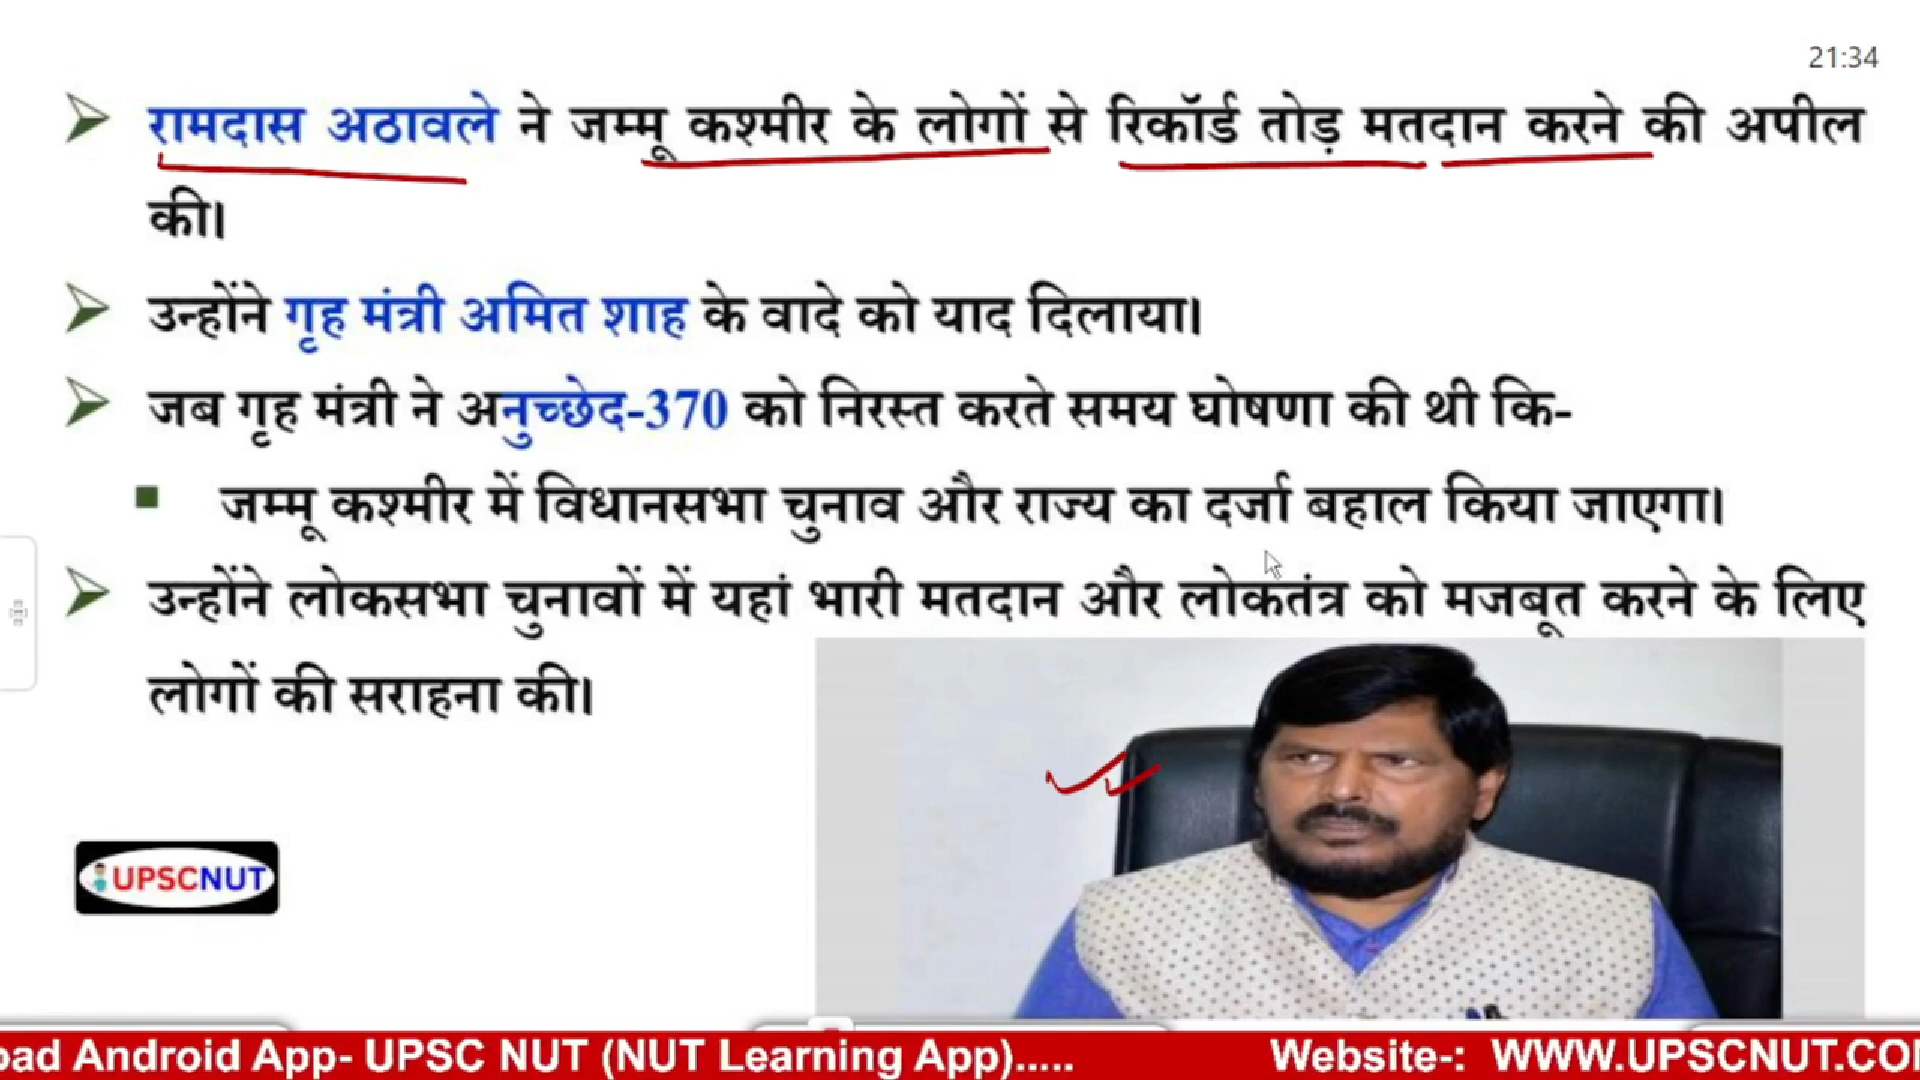 21:34
रामदास अठावले ने जम्मू कश्मीर के लोगों से रिकॉर्ड तोड़ मतदान करने की अपील
की।
उन्होंने गृह मंत्री अमित शाह के वादे को याद दिलाया।
जब गृह मंत्री ने अनुच्छेद-370 को निरस्त करते समय घोषणा की थी कि-
जम्मू कश्मीर में विधानसभा चुनाव और राज्य का दर्जा बहाल किया जाएगा।
उन्होंने लोकसभा चुनावों में यहां भारी मतदान और लोकतंत्र को मजबूत करने के लिए
लोगों की सराहना की।
UPSCNUT
oad Android App- UPSC NUT (NUT Learning App)..... Website-: WWW.UPSCNUT.CO